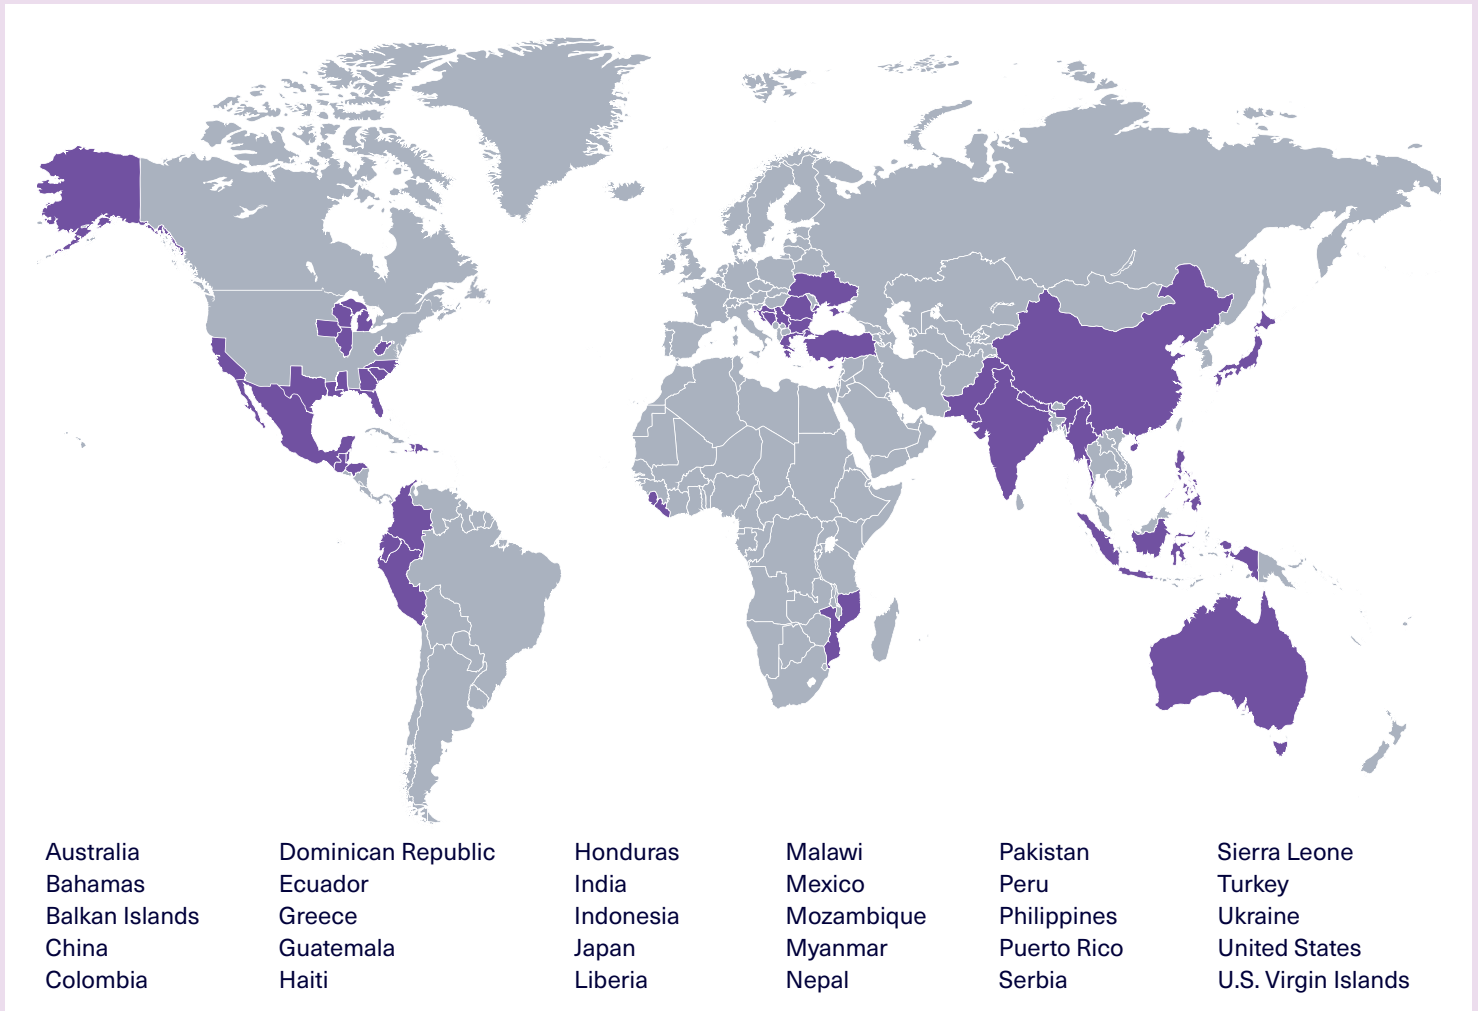 Australia
Bahamas
Balkan Islands
China
Colombia
Dominican Republic
Ecuador
Greece
Guatemala
Haiti
Honduras
India
Indonesia
Japan
Liberia
Malawi
Mexico
Mozambique
Myanmar
Nepal
Pakistan
Peru
Philippines
Puerto Rico
Serbia
Sierra Leone
Turkey
Ukraine
United States
U.S. Virgin Islands